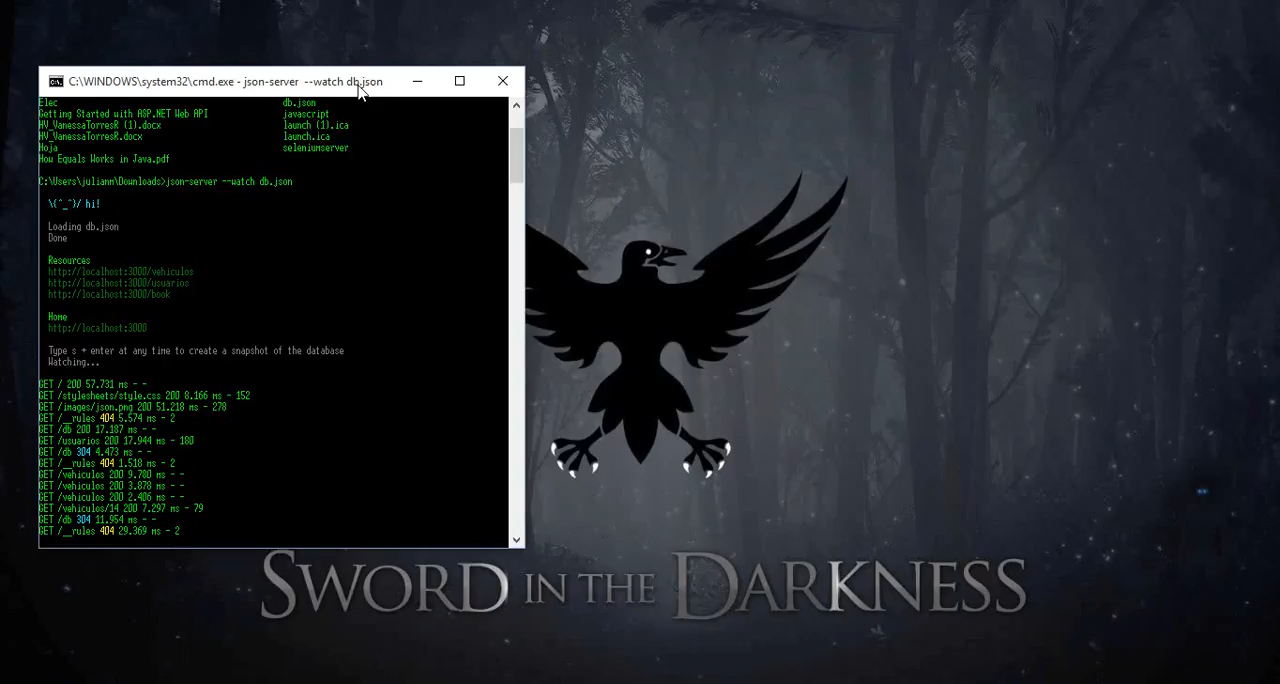 C:\WINDOWS\system32\cmd.exe - json-server --watch db.json
Elec db.json
Getting Started with ASP.NET Web API javascript
HV_VanessaTorresR (1).docx launch (1).ica
HV_VanessaTorresR.docx launch.ica
Hoja seleniumserver
How Equals Works in Java.pdf
C:\Users\juliann\Downloads>json-server --watch db.json
\{^_^}/ hi!
Loading db.json
Done
Resources
http://localhost:3000/vehiculos
http://localhost:3000/usuarios
http://localhost:3000/book
Home
http://localhost:3000
Type s + enter at any time to create a snapshot of the database
Watching...
GET / 200 57.731 ms - -
GET /stylesheets/style.css 200 8.166 ms - 152
GET /images/json.png 200 51.218 ms - 278
GET /__rules 404 5.574 ms - 2
GET /db 200 17.187 ms - -
GET /usuarios 200 17.944 ms - 180
GET /db 304 4.473 ms - -
GET /__rules 404 1.518 ms - 2
GET /vehiculos 200 9.780 ms - -
GET /vehiculos 200 3.878 ms - -
GET /vehiculos 200 2.406 ms - -
GET /vehiculos/14 200 7.297 ms - 79
GET /db 304 11.954 ms - -
GET /__rules 404 29.369 ms - 2
SWORD IN THE DARKNESS